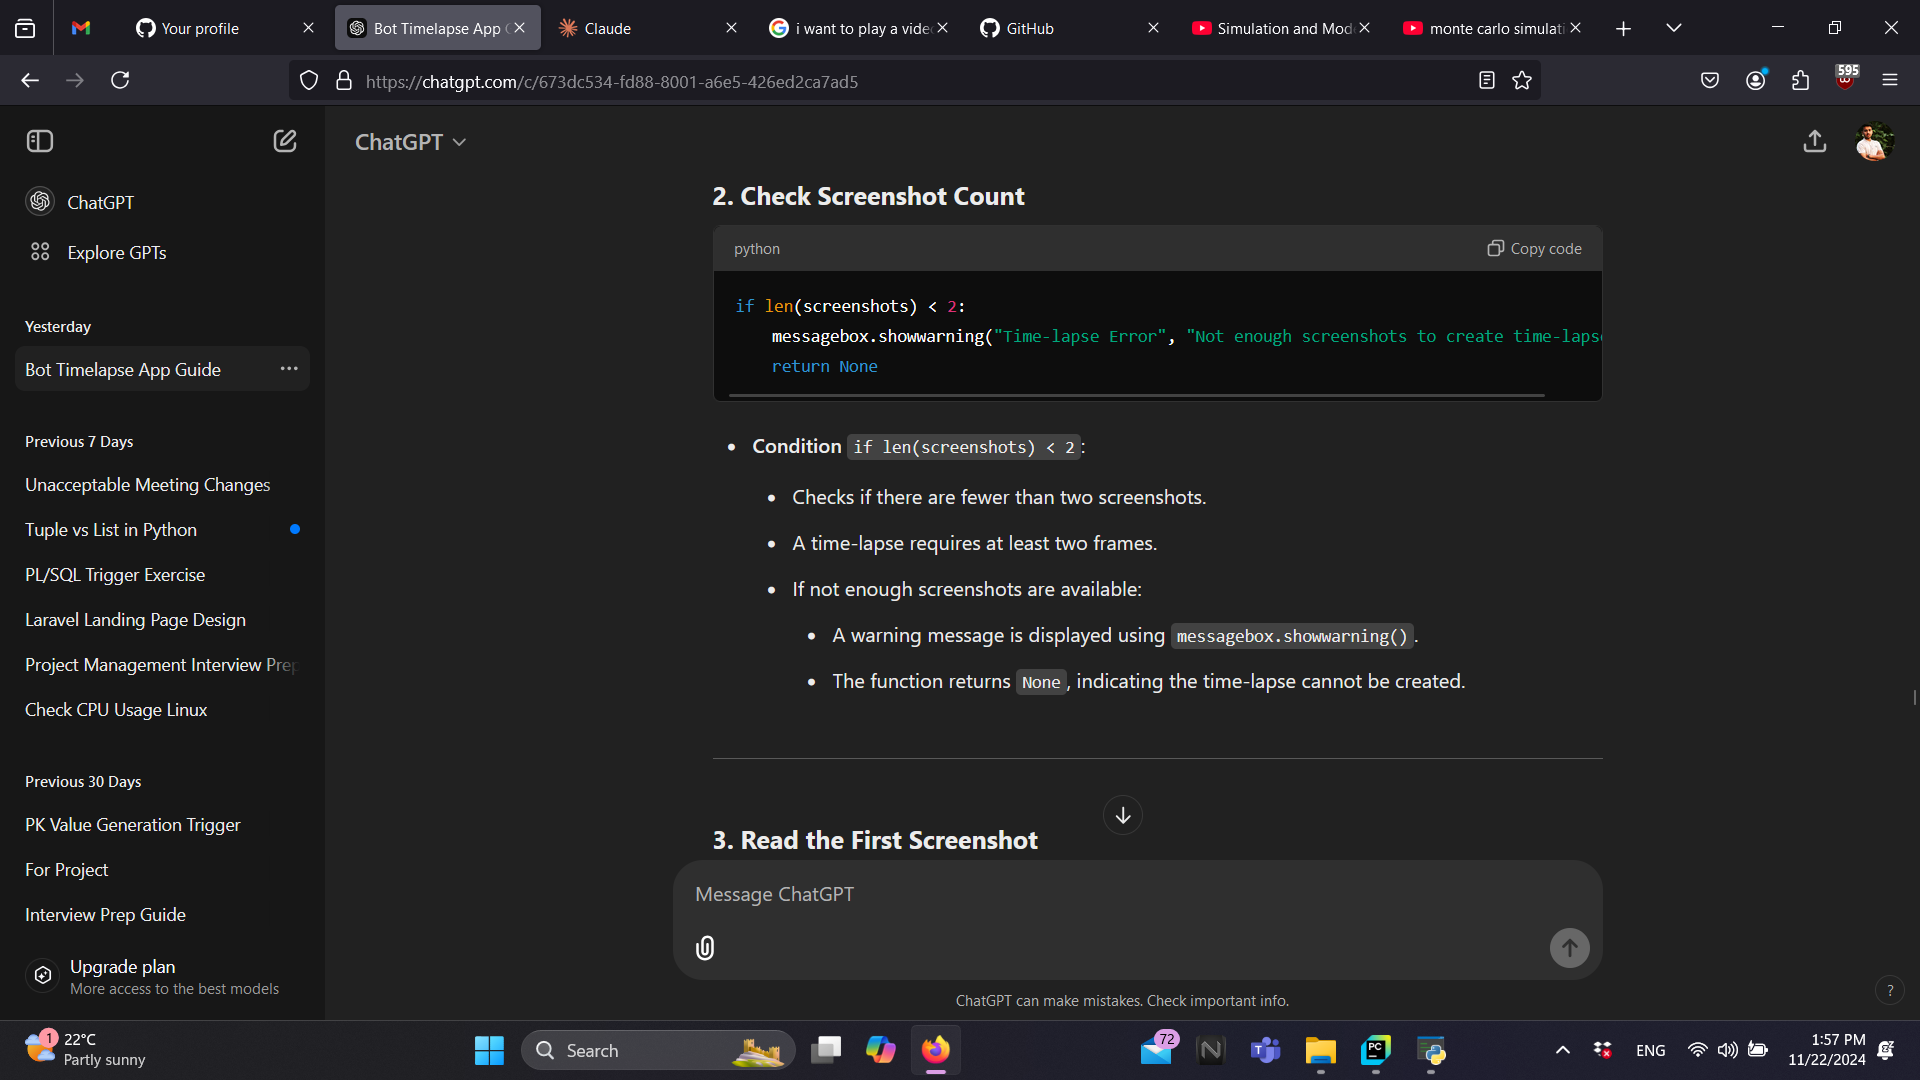 Your profile
Bot Timelapse App
Claude
i want to play a vide
GitHub
Simulation and Mod
monte carlo simulati
https://chatgpt.com/c/673dc534-fd88-8001-a6e5-426ed2ca7ad5
595
ChatGPT
ChatGPT
Explore GPTs
Yesterday
Bot Timelapse App Guide
Previous 7 Days
Unacceptable Meeting Changes
Tuple vs List in Python
PL/SQL Trigger Exercise
Laravel Landing Page Design
Project Management Interview Prep
Check CPU Usage Linux
Previous 30 Days
PK Value Generation Trigger
For Project
Interview Prep Guide
Upgrade plan
More access to the best models
2. Check Screenshot Count
python
Copy code
if len(screenshots) < 2:
messagebox.showwarning("Time-lapse Error", "Not enough screenshots to create time-lapse
return None
• Condition if len(screenshots) < 2:
• Checks if there are fewer than two screenshots.
• A time-lapse requires at least two frames.
• If not enough screenshots are available:
• A warning message is displayed using messagebox.showwarning().
• The function returns None, indicating the time-lapse cannot be created.
3. Read the First Screenshot
Message ChatGPT
ChatGPT can make mistakes. Check important info.
?
1
22°C
Partly sunny
Search
72
PC
ENG
1:57 PM
11/22/2024